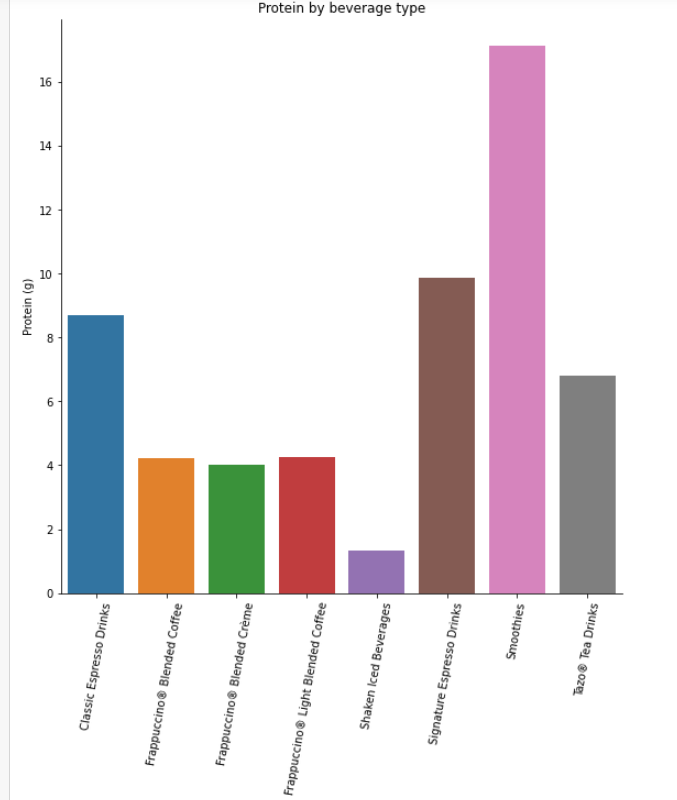 Protein by beverage type
16
14
12
10
8
6
4
2
0
Protein (g)
Classic Espresso Drinks
Frappuccino® Blended Coffee
Frappuccino® Blended Crème
Frappuccino® Light Blended Coffee
Shaken Iced Beverages
Signature Espresso Drinks
Smoothies
Tazo® Tea Drinks